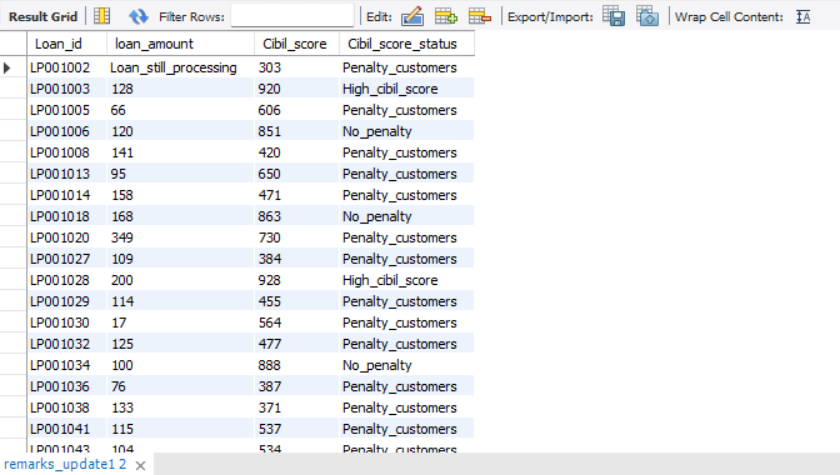 Result Grid Filter Rows: Edit: Export/Import: Wrap Cell Content: IA
Loan_id loan_amount Cibil_score Cibil_score_status
LP001002 Loan_still_processing 303 Penalty_customers
LP001003 128 920 High_cibil_score
LP001005 66 606 Penalty_customers
LP001006 120 851 No_penalty
LP001008 141 420 Penalty_customers
LP001013 95 650 Penalty_customers
LP001014 158 471 Penalty_customers
LP001018 168 863 No_penalty
LP001020 349 730 Penalty_customers
LP001027 109 384 Penalty_customers
LP001028 200 928 High_cibil_score
LP001029 114 455 Penalty_customers
LP001030 17 564 Penalty_customers
LP001032 125 477 Penalty_customers
LP001034 100 888 No_penalty
LP001036 76 387 Penalty_customers
LP001038 133 371 Penalty_customers
LP001041 115 537 Penalty_customers
LP001043 104 534 Penalty_customers
remarks_update1 2